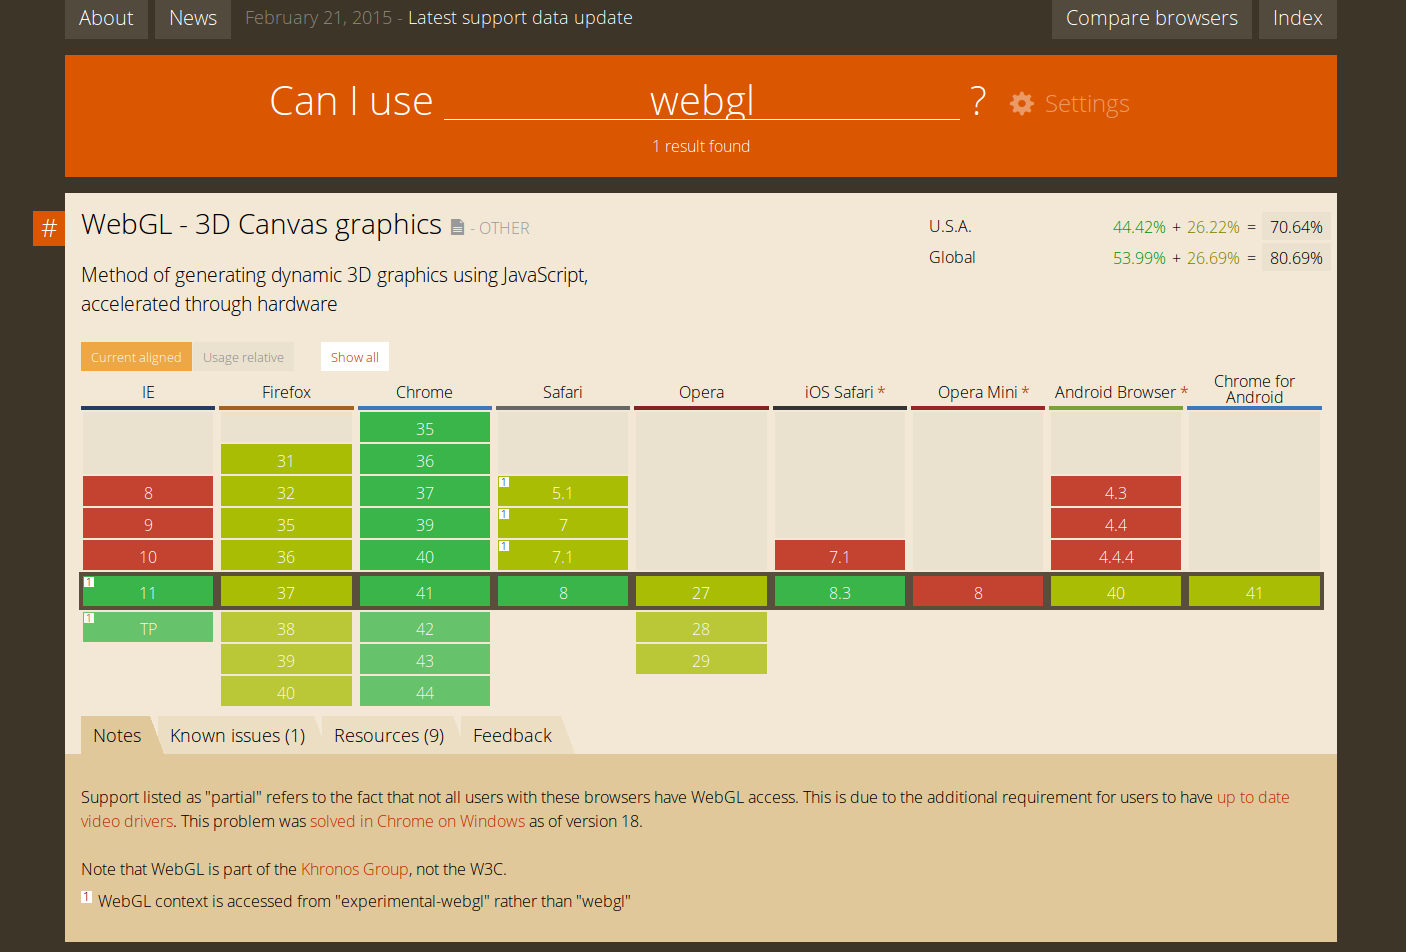 About News February 21, 2015 - Latest support data update Compare browsers Index
Can I use webgl ? Settings
1 result found
#
WebGL - 3D Canvas graphics - OTHER
Method of generating dynamic 3D graphics using JavaScript,
accelerated through hardware
U.S.A. 44.42% + 26.22% = 70.64%
Global 53.99% + 26.69% = 80.69%
Current aligned Usage relative Show all
IE Firefox Chrome Safari Opera iOS Safari * Opera Mini * Android Browser * Chrome for
Android
35
31 36
8 32 37 1 5.1 4.3
9 35 39 1 7 4.4
10 36 40 1 7.1 7.1 4.4.4
1 11 37 41 8 27 8.3 8 40 41
1 TP 38 42 28
39 43 29
40 44
Notes Known issues (1) Resources (9) Feedback
Support listed as "partial" refers to the fact that not all users with these browsers have WebGL access. This is due to the additional requirement for users to have up to date
video drivers. This problem was solved in Chrome on Windows as of version 18.
Note that WebGL is part of the Khronos Group, not the W3C.
1 WebGL context is accessed from "experimental-webgl" rather than "webgl"